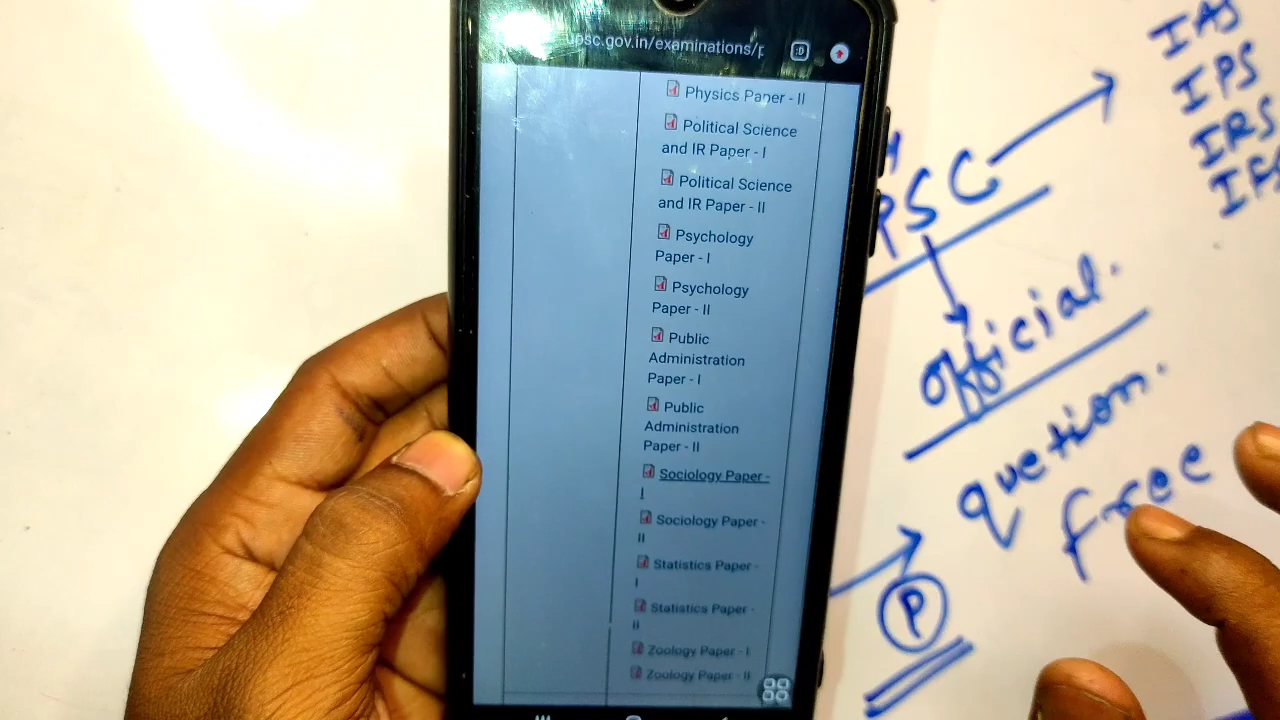 upsc.gov.in/examinations/p
:D
Physics Paper - II
Political Science
and IR Paper - I
Political Science
and IR Paper - II
Psychology
Paper - I
Psychology
Paper - II
Public
Administration
Paper - I
Public
Administration
Paper - II
Sociology Paper -
I
Sociology Paper -
II
Statistics Paper -
I
Statistics Paper -
II
Zoology Paper - I
Zoology Paper - II
IAS
IPS
IRS
PSC
official.
quetion.
free
P